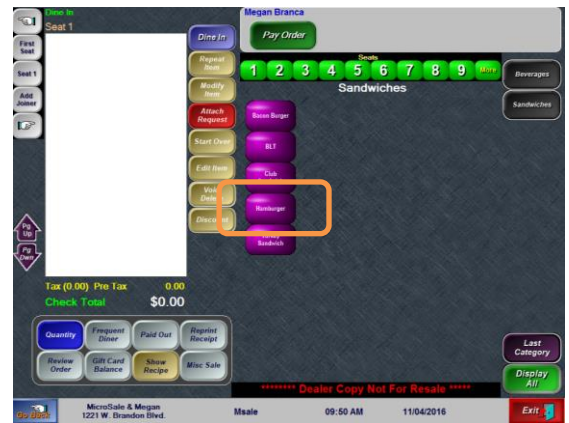 Dine In
Seat 1
First
Seat
Seat 1
Add
Joiner
Pg
Up
Pg
Dwn
Tax (0.00) Pre Tax 0.00
Check Total $0.00
Dine In
Repeat
Item
Modify
Item
Attach
Request
Start Over
Edit Item
Discount
Megan Branca
Pay Order
Seats
1 2 3 4 5 6 7 8 9 More
Sandwiches
Bacon Burger
BLT
Club
Hamburger
Sandwich
Beverages
Sandwiches
Quantity
Frequent
Diner
Paid Out
Reprint
Receipt
Review
Order
Gift Card
Balance
Show
Recipe
Misc Sale
Last
Category
Display
All
******** Dealer Copy Not For Resale *****
Go Back
MicroSale & Megan
1221 W. Brandon Blvd.
Msale
09:50 AM
11/04/2016
Exit